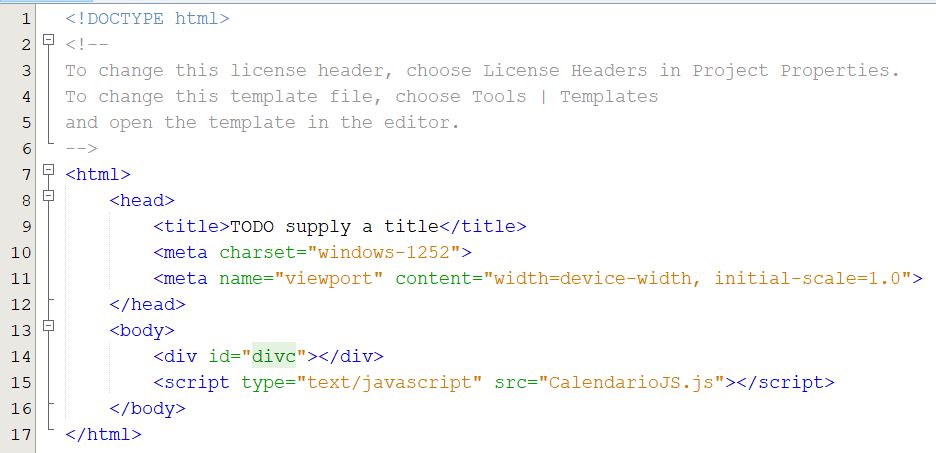 1 <!DOCTYPE html>
2 <!--
3 To change this license header, choose License Headers in Project Properties.
4 To change this template file, choose Tools | Templates
5 and open the template in the editor.
6 -->
7 <html>
8 <head>
9 <title>TODO supply a title</title>
10 <meta charset="windows-1252">
11 <meta name="viewport" content="width=device-width, initial-scale=1.0">
12 </head>
13 <body>
14 <div id="divc"></div>
15 <script type="text/javascript" src="CalendarioJS.js"></script>
16 </body>
17 </html>